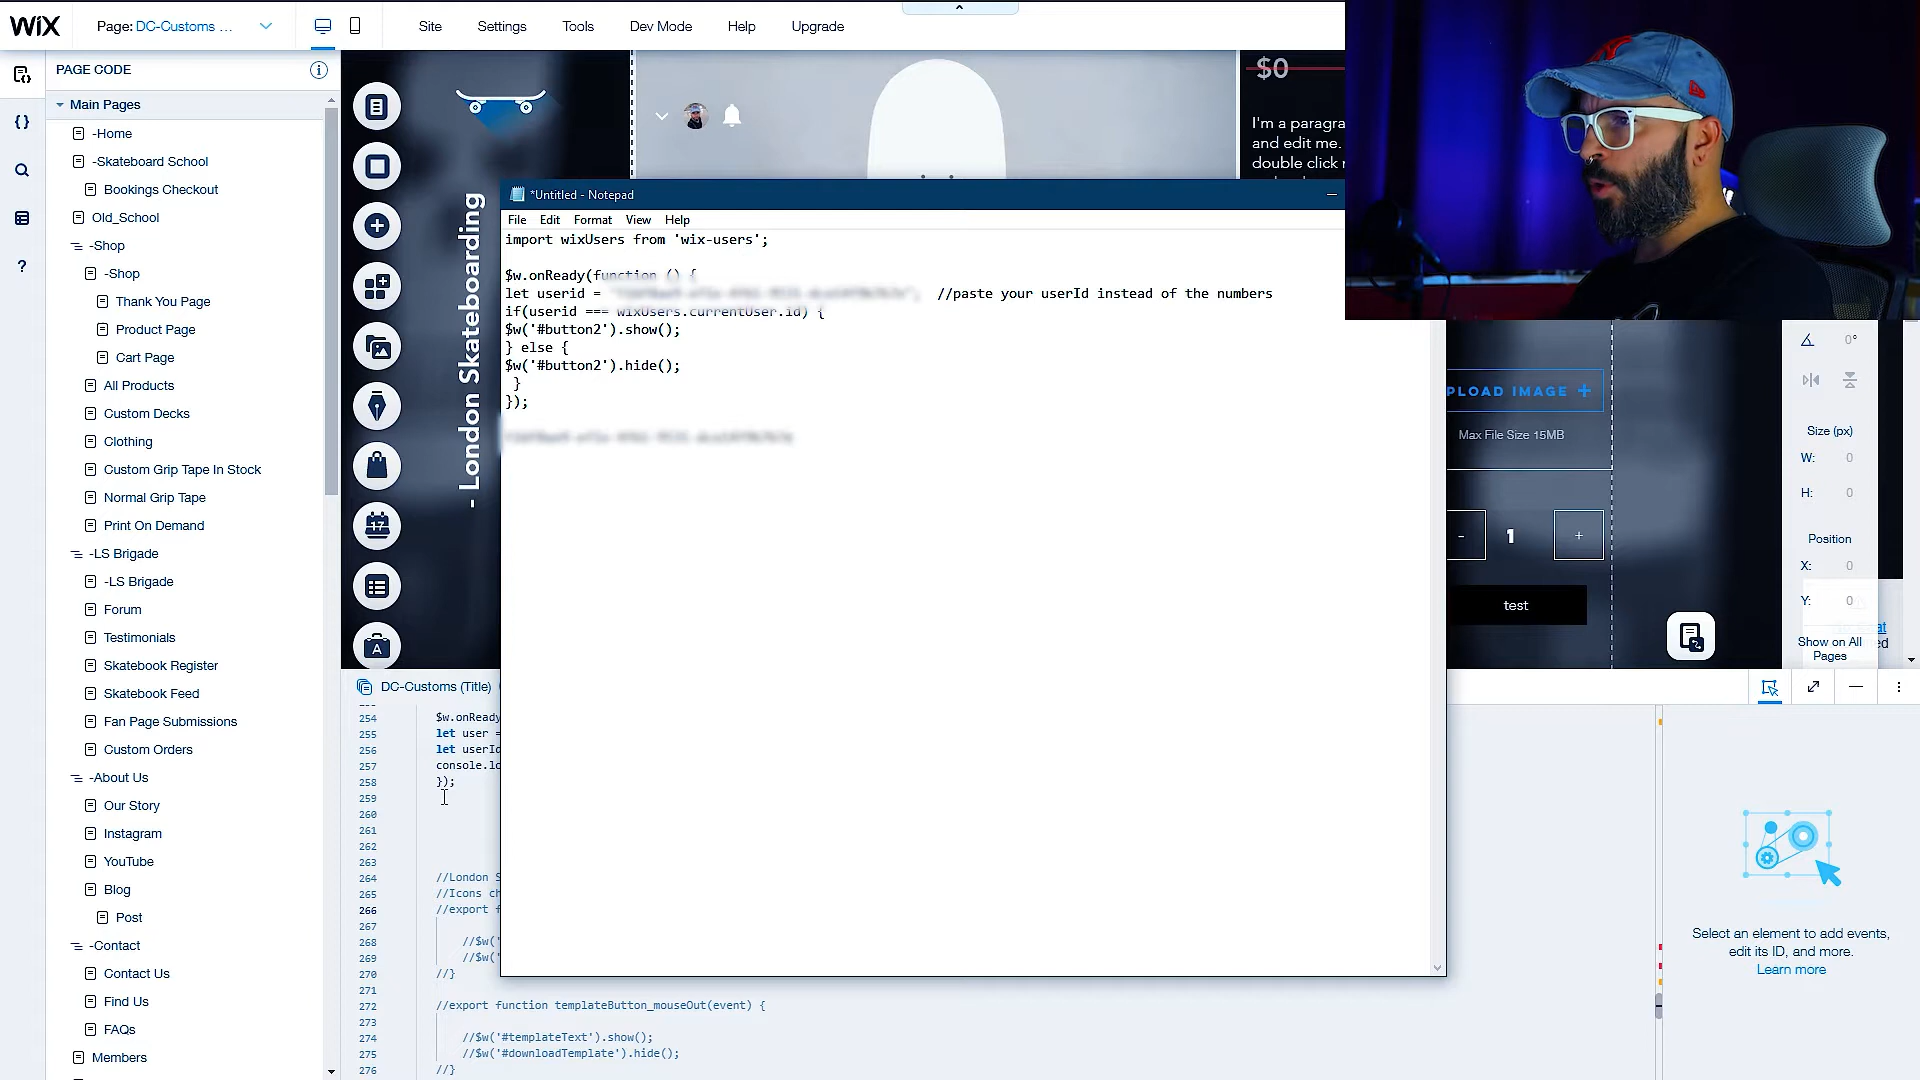 WiX
Page: DC-Customs ...
Site
Settings
Tools
Dev Mode
Help
Upgrade
PAGE CODE
Main Pages
-Home
-Skateboard School
Bookings Checkout
Old_School
-Shop
-Shop
Thank You Page
Product Page
Cart Page
All Products
Custom Decks
Clothing
Custom Grip Tape In Stock
Normal Grip Tape
Print On Demand
-LS Brigade
-LS Brigade
Forum
Testimonials
Skatebook Register
Skatebook Feed
Fan Page Submissions
Custom Orders
-About Us
Our Story
Instagram
YouTube
Blog
Post
-Contact
Contact Us
Find Us
FAQs
Members
- London Skateboarding
$0
I'm a paragra
and edit me.
double click
*Untitled - Notepad
File Edit Format View Help
import wixUsers from 'wix-users';
$w.onReady(function () {
let userid = //paste your userId instead of the numbers
if(userid === wixUsers.currentUser.id) {
$w('#button2').show();
} else {
$w('#button2').hide();
}
});
PLOAD IMAGE +
Max File Size 15MB
- 1 +
test
0°
Size (px)
W: 0
H: 0
Position
X: 0
Y: 0
Show on All
Pages
DC-Customs (Title)
254 $w.onReady
255 let user =
256 let userId
257 console.lo
258 });
259
260
261
262
263
264 //London S
265 //Icons ch
266 //export f
267
268 //$w('
269 //$w('
270 //}
271
272 //export function templateButton_mouseOut(event) {
273
274 //$w('#templateText').show();
275 //$w('#downloadTemplate').hide();
276 //}
Select an element to add events,
edit its ID, and more.
Learn more